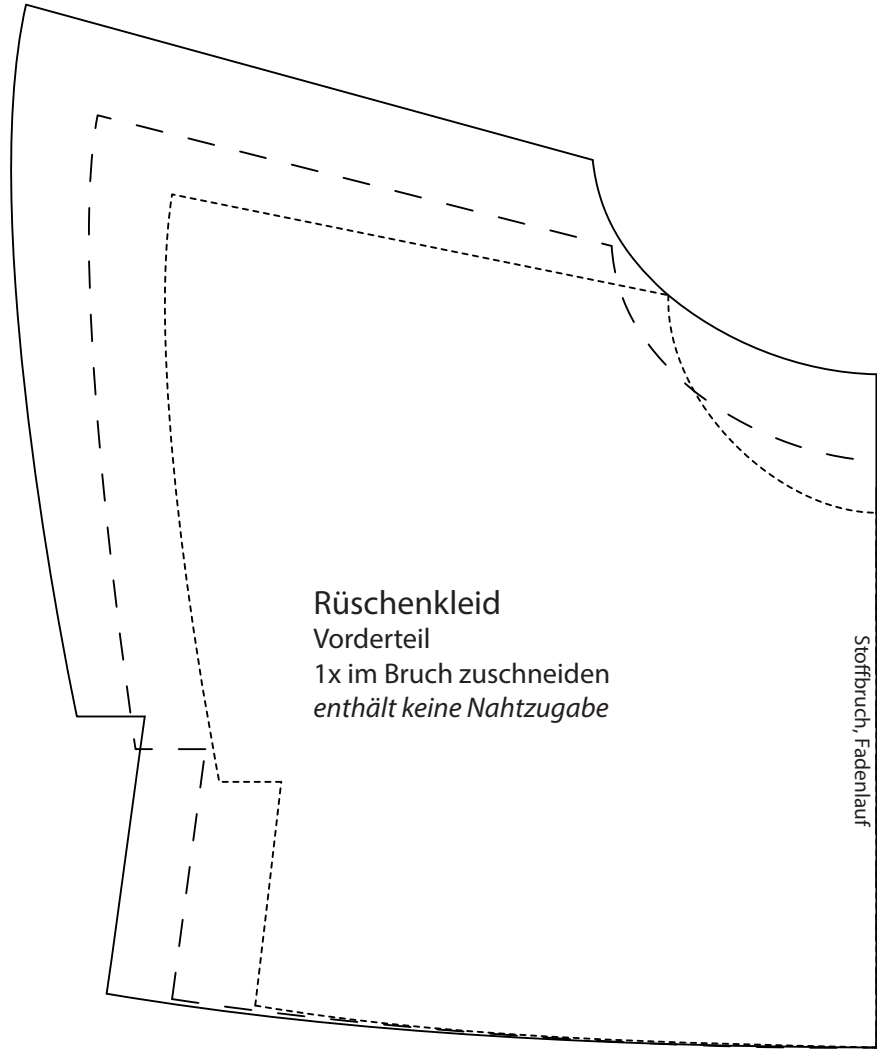 Rüschenkleid
Vorderteil
1x im Bruch zuschneiden
enthält keine Nahtzugabe
Stoffbruch, Fadenlauf